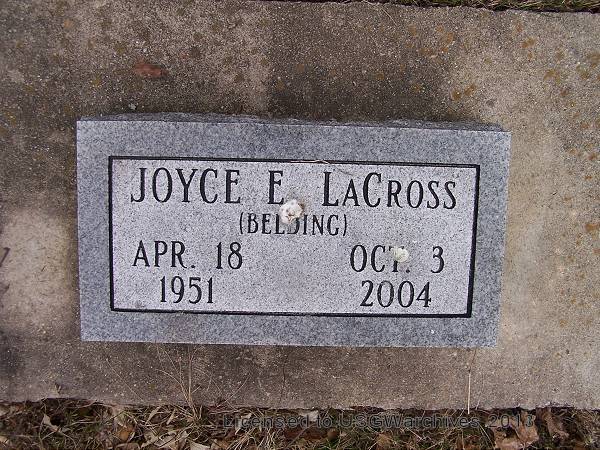 JOYCE E. LACROSS
(BELDING)
APR. 18 OCT. 3
1951 2004
Licensed to USGWarchives 2013